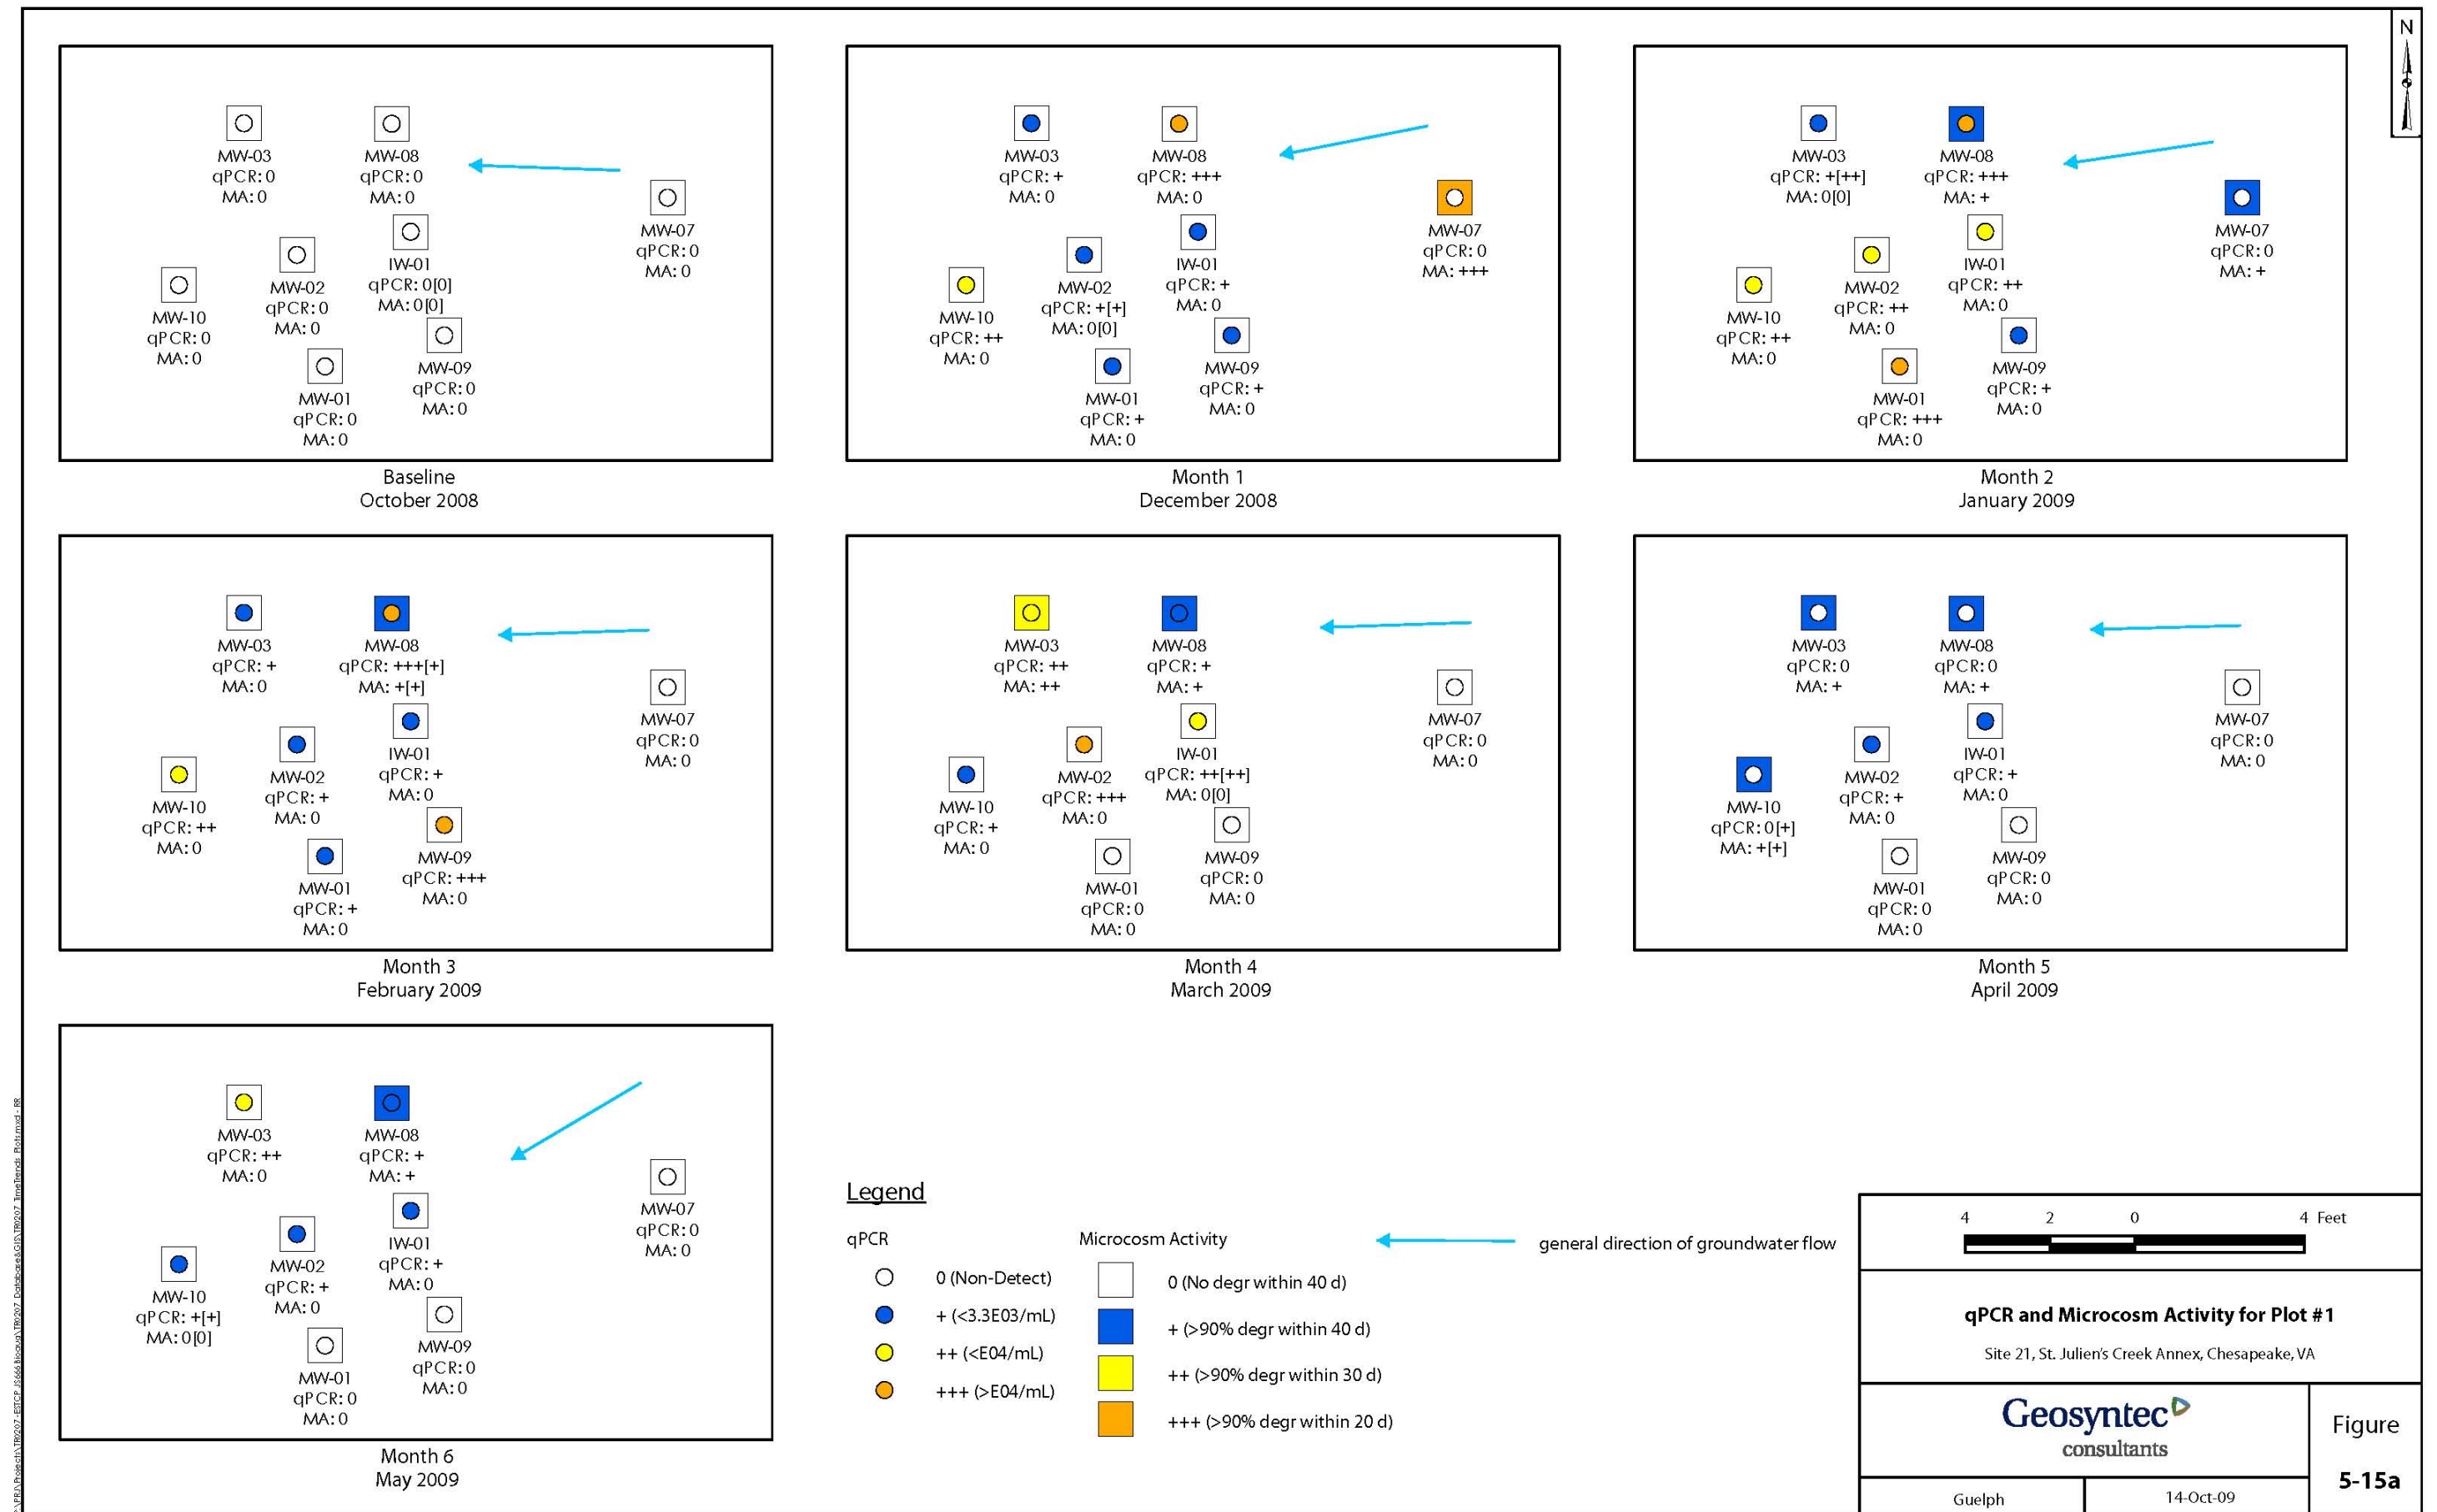 N
MW-03
qPCR: 0
MA: 0
MW-08
qPCR: 0
MA: 0
MW-07
qPCR: 0
MA: 0
IW-01
qPCR: 0[0]
MA: 0[0]
MW-02
qPCR: 0
MA: 0
MW-10
qPCR: 0
MA: 0
MW-09
qPCR: 0
MA: 0
MW-01
qPCR: 0
MA: 0
Baseline
October 2008
MW-03
qPCR: +
MA: 0
MW-08
qPCR: +++
MA: 0
MW-07
qPCR: 0
MA: +++
IW-01
qPCR: +
MA: 0
MW-02
qPCR: +[+]
MA: 0[0]
MW-10
qPCR: ++
MA: 0
MW-09
qPCR: +
MA: 0
MW-01
qPCR: +
MA: 0
Month 1
December 2008
MW-03
qPCR: +[++]
MA: 0[0]
MW-08
qPCR: +++
MA: +
MW-07
qPCR: 0
MA: +
IW-01
qPCR: ++
MA: 0
MW-02
qPCR: ++
MA: 0
MW-10
qPCR: ++
MA: 0
MW-09
qPCR: +
MA: 0
MW-01
qPCR: +++
MA: 0
Month 2
January 2009
MW-03
qPCR: +
MA: 0
MW-08
qPCR: +++[+]
MA: +[+]
MW-07
qPCR: 0
MA: 0
IW-01
qPCR: +
MA: 0
MW-02
qPCR: +
MA: 0
MW-10
qPCR: ++
MA: 0
MW-09
qPCR: +++
MA: 0
MW-01
qPCR: +
MA: 0
Month 3
February 2009
MW-03
qPCR: ++
MA: ++
MW-08
qPCR: +
MA: +
MW-07
qPCR: 0
MA: 0
IW-01
qPCR: ++[++]
MA: 0[0]
MW-02
qPCR: +++
MA: 0
MW-10
qPCR: +
MA: 0
MW-09
qPCR: 0
MA: 0
MW-01
qPCR: 0
MA: 0
Month 4
March 2009
MW-03
qPCR: 0
MA: +
MW-08
qPCR: 0
MA: +
MW-07
qPCR: 0
MA: 0
IW-01
qPCR: +
MA: 0
MW-02
qPCR: +
MA: 0
MW-10
qPCR: 0[+]
MA: +[+]
MW-09
qPCR: 0
MA: 0
MW-01
qPCR: 0
MA: 0
Month 5
April 2009
MW-03
qPCR: ++
MA: 0
MW-08
qPCR: +
MA: +
MW-07
qPCR: 0
MA: 0
IW-01
qPCR: +
MA: 0
MW-02
qPCR: +
MA: 0
MW-10
qPCR: +[+]
MA: 0[0]
MW-09
qPCR: 0
MA: 0
MW-01
qPCR: 0
MA: 0
Month 6
May 2009
Legend
qPCR
0 (Non-Detect)
+ (<3.3E03/mL)
++ (<E04/mL)
+++ (>E04/mL)
Microcosm Activity
0 (No degr within 40 d)
+ (>90% degr within 40 d)
++ (>90% degr within 30 d)
+++ (>90% degr within 20 d)
general direction of groundwater flow
4 2 0 4 Feet
qPCR and Microcosm Activity for Plot #1
Site 21, St. Julien's Creek Annex, Chesapeake, VA
Geosyntec
consultants
Figure
5-15a
Guelph
14-Oct-09